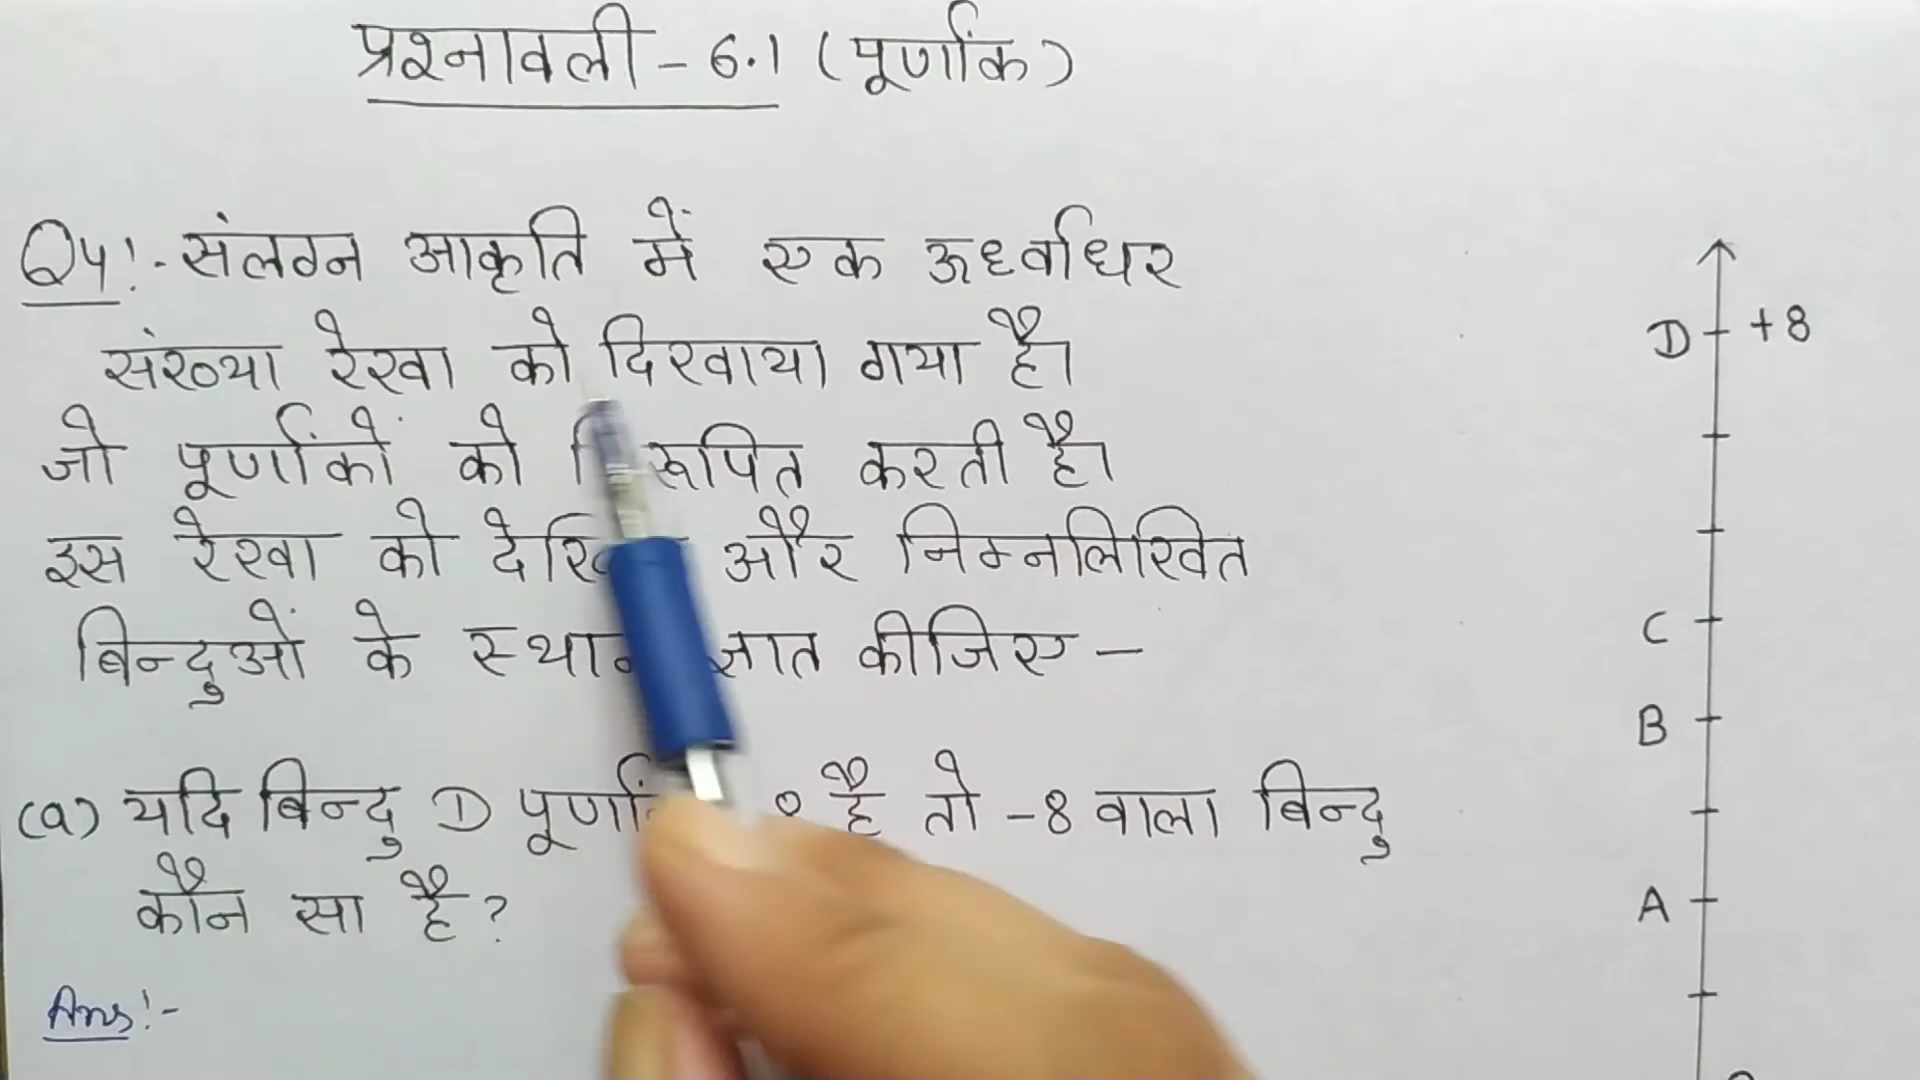 प्रश्नावली - 6.1 (पूर्णांक)
Q4!- संलग्न आकृति में एक ऊर्ध्वाधर
संख्या रेखा को दिखाया गया है।
जो पूर्णांकों को रूपित करती है।
इस रेखा को और निम्नलिखित
बिन्दुओं के ज्ञात कीजिए -
(a) यदि बिन्दु D है तो -8 वाला बिन्दु
कौन सा है?
Ans!-
D +8
C
B
A